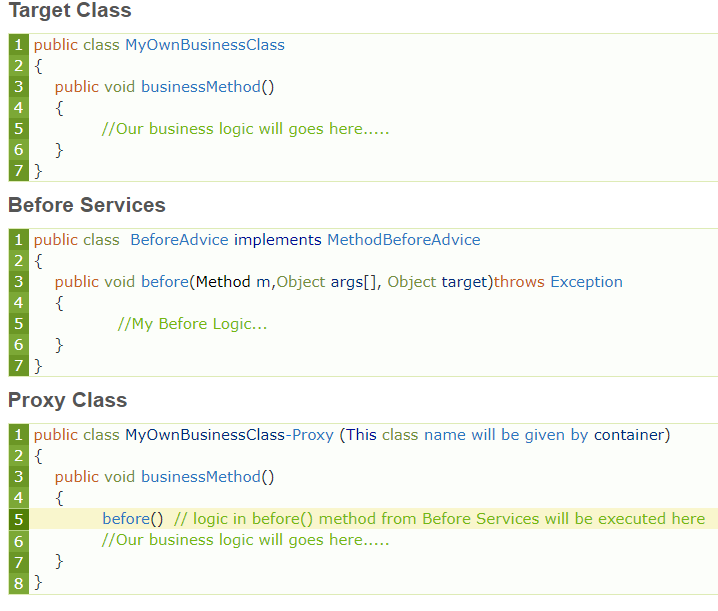 Target Class
1 public class MyOwnBusinessClass
2 {
3 public void businessMethod()
4 {
5 //Our business logic will goes here.....
6 }
7 }
Before Services
1 public class BeforeAdvice implements MethodBeforeAdvice
2 {
3 public void before(Method m,Object args[], Object target)throws Exception
4 {
5 //My Before Logic...
6 }
7 }
Proxy Class
1 public class MyOwnBusinessClass-Proxy (This class name will be given by container)
2 {
3 public void businessMethod()
4 {
5 before() // logic in before() method from Before Services will be executed here
6 //Our business logic will goes here.....
7 }
8 }